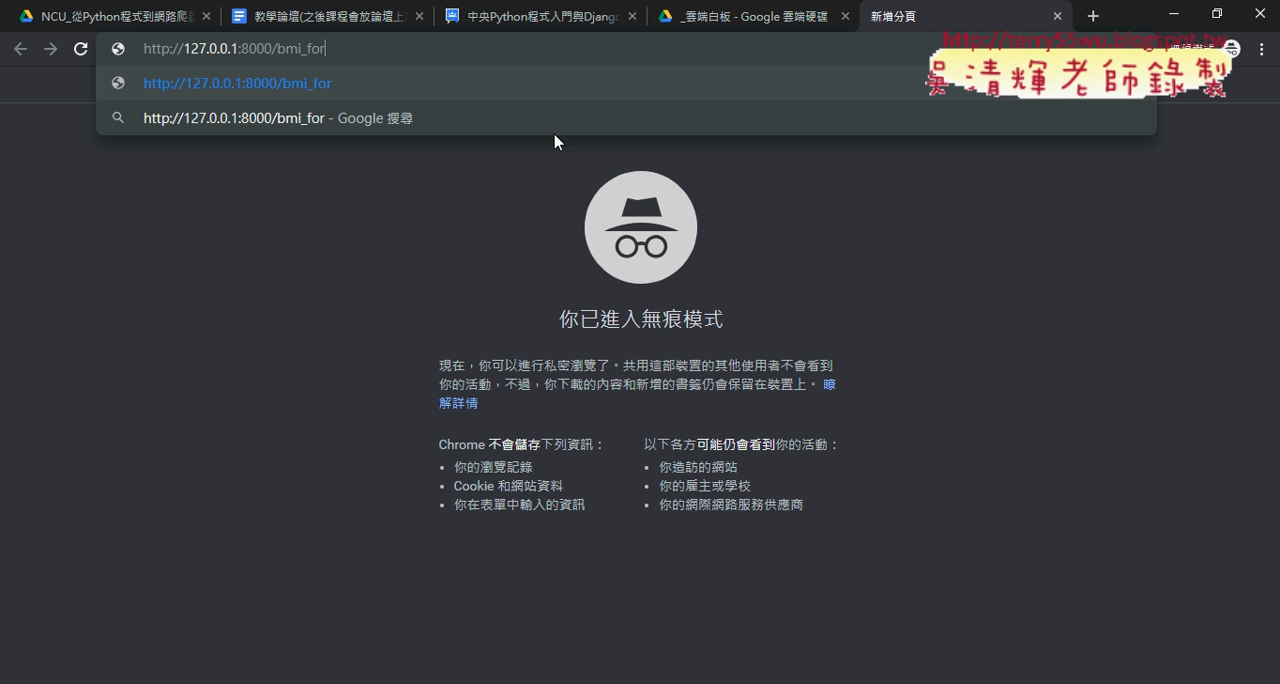 NCU_從Python程式到網路爬
教學論壇(之後課程會放論壇上
中央Python程式入門與Djang
_雲端白板 - Google 雲端硬碟
新增分頁
http://127.0.0.1:8000/bmi_for
http://terry55wu.blogspot.tw
吳清輝老師錄製
http://127.0.0.1:8000/bmi_for
http://127.0.0.1:8000/bmi_for - Google 搜尋
你已進入無痕模式
現在，你可以進行私密瀏覽了。共用這部裝置的其他使用者不會看到
你的活動，不過，你下載的內容和新增的書籤仍會保留在裝置上。 瞭
解詳情
Chrome 不會儲存下列資訊：
• 你的瀏覽記錄
• Cookie 和網站資料
• 你在表單中輸入的資訊
以下各方可能仍會看到你的活動：
• 你造訪的網站
• 你的雇主或學校
• 你的網際網路服務供應商